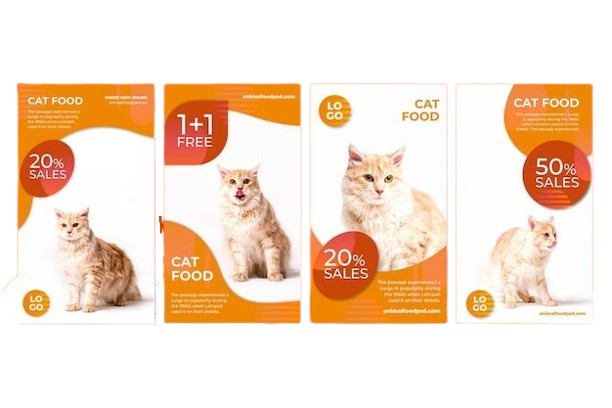 CAT FOOD
The passage experienced a
surge in popularity during
the 1960s when Letraset
used it on their sheets.
ORDER NOW ONLINE
animalfoodpsd.com
20%
SALES
LO
GO
animalfoodpsd.com
1+1
FREE
CAT
FOOD
The passage experienced a
surge in popularity during
the 1960s when Letraset
used it on their sheets.
LO
GO
CAT
FOOD
20%
SALES
The passage experienced a
surge in popularity during
the 1960s when Letraset
used it on their sheets.
animalfoodpsd.com
CAT FOOD
The passage experienced a
surge in popularity during
the 1960s when Letraset
used it on their sheets.
50%
SALES
LO
GO
animalfoodpsd.com